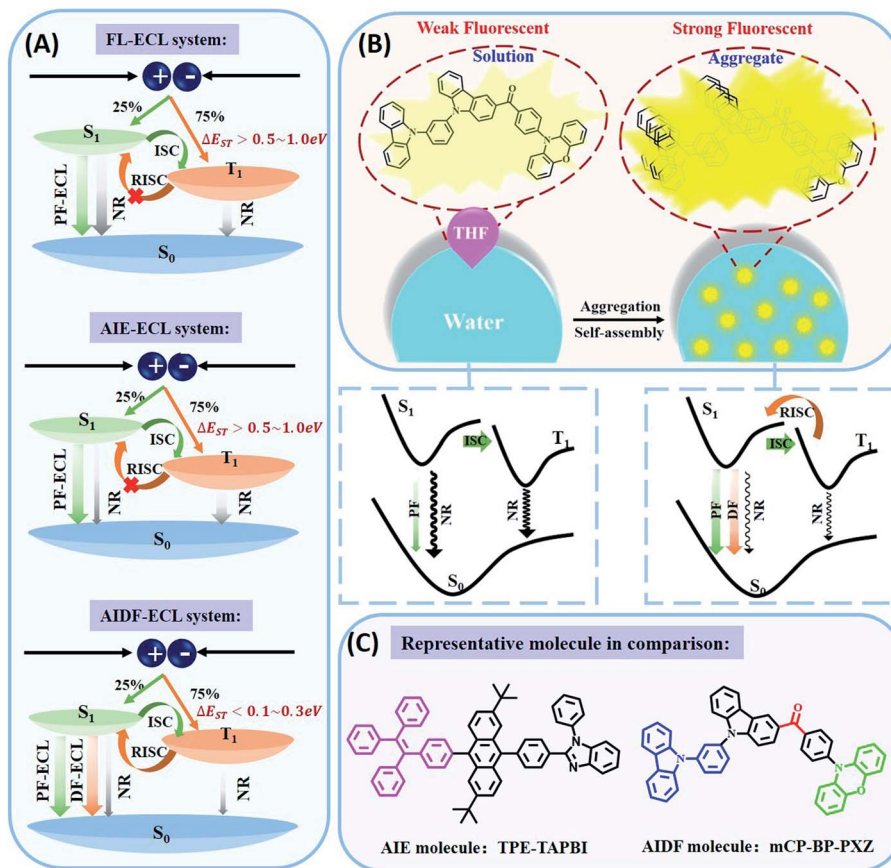 (A)
FL-ECL system:
+ -
25%
75%
ΔE_ST > 0.5~1.0eV
S₁
ISC
T₁
RISC
PF-ECL
NR
NR
S₀
AIE-ECL system:
+ -
25%
75%
ΔE_ST > 0.5~1.0eV
S₁
ISC
T₁
RISC
PF-ECL
NR
NR
S₀
AIDF-ECL system:
+ -
25%
75%
ΔE_ST < 0.1~0.3eV
S₁
ISC
T₁
RISC
PF-ECL
DF-ECL
NR
NR
S₀
(B)
Weak Fluorescent
Solution
N
N
O
N
O
THF
Water
Aggregation
Self-assembly
Strong Fluorescent
Aggregate
S₁
ISC
T₁
PF
NR
NR
S₀
S₁
RISC
ISC
T₁
PF
DF
NR
NR
S₀
(C)
Representative molecule in comparison:
N
N
AIE molecule: TPE-TAPBI
N
N
O
N
O
AIDF molecule: mCP-BP-PXZ